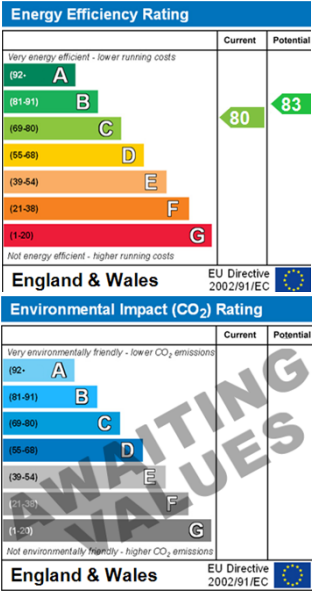 Energy Efficiency Rating
Current Potential
Very energy efficient - lower running costs
(92- A
(81-91) B
(69-80) C
(55-68) D
(39-54) E
(21-38) F
(1-20) G
80
83
Not energy efficient - higher running costs
England & Wales
EU Directive
2002/91/EC
Environmental Impact (CO2) Rating
Current Potential
Very environmentally friendly - lower CO2 emissions
(92- A
(81-91) B
(69-80) C
(55-68) D
(39-54) E
(21-38) F
(1-20) G
AWAITING
VALUES
Not environmentally friendly - higher CO2 emissions
England & Wales
EU Directive
2002/91/EC